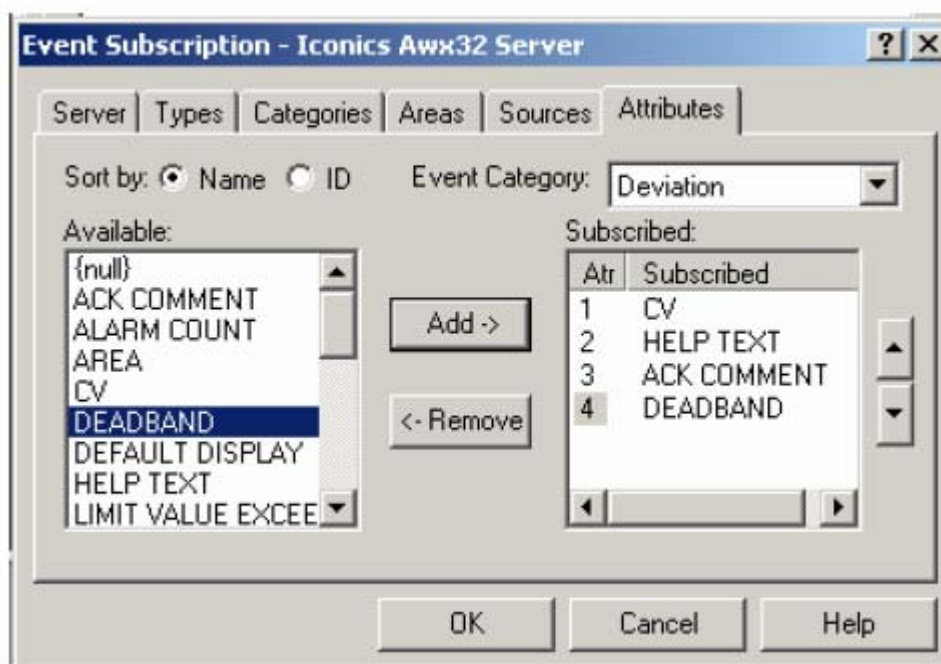 Event Subscription - Iconics Awx32 Server
Server Types Categories Areas Sources Attributes
Sort by: Name ID Event Category: Deviation
Available:
{null}
ACK COMMENT
ALARM COUNT
AREA
CV
DEADBAND
DEFAULT DISPLAY
HELP TEXT
LIMIT VALUE EXCEE
Add ->
<- Remove
Subscribed:
Atr Subscribed
1 CV
2 HELP TEXT
3 ACK COMMENT
4 DEADBAND
OK Cancel Help